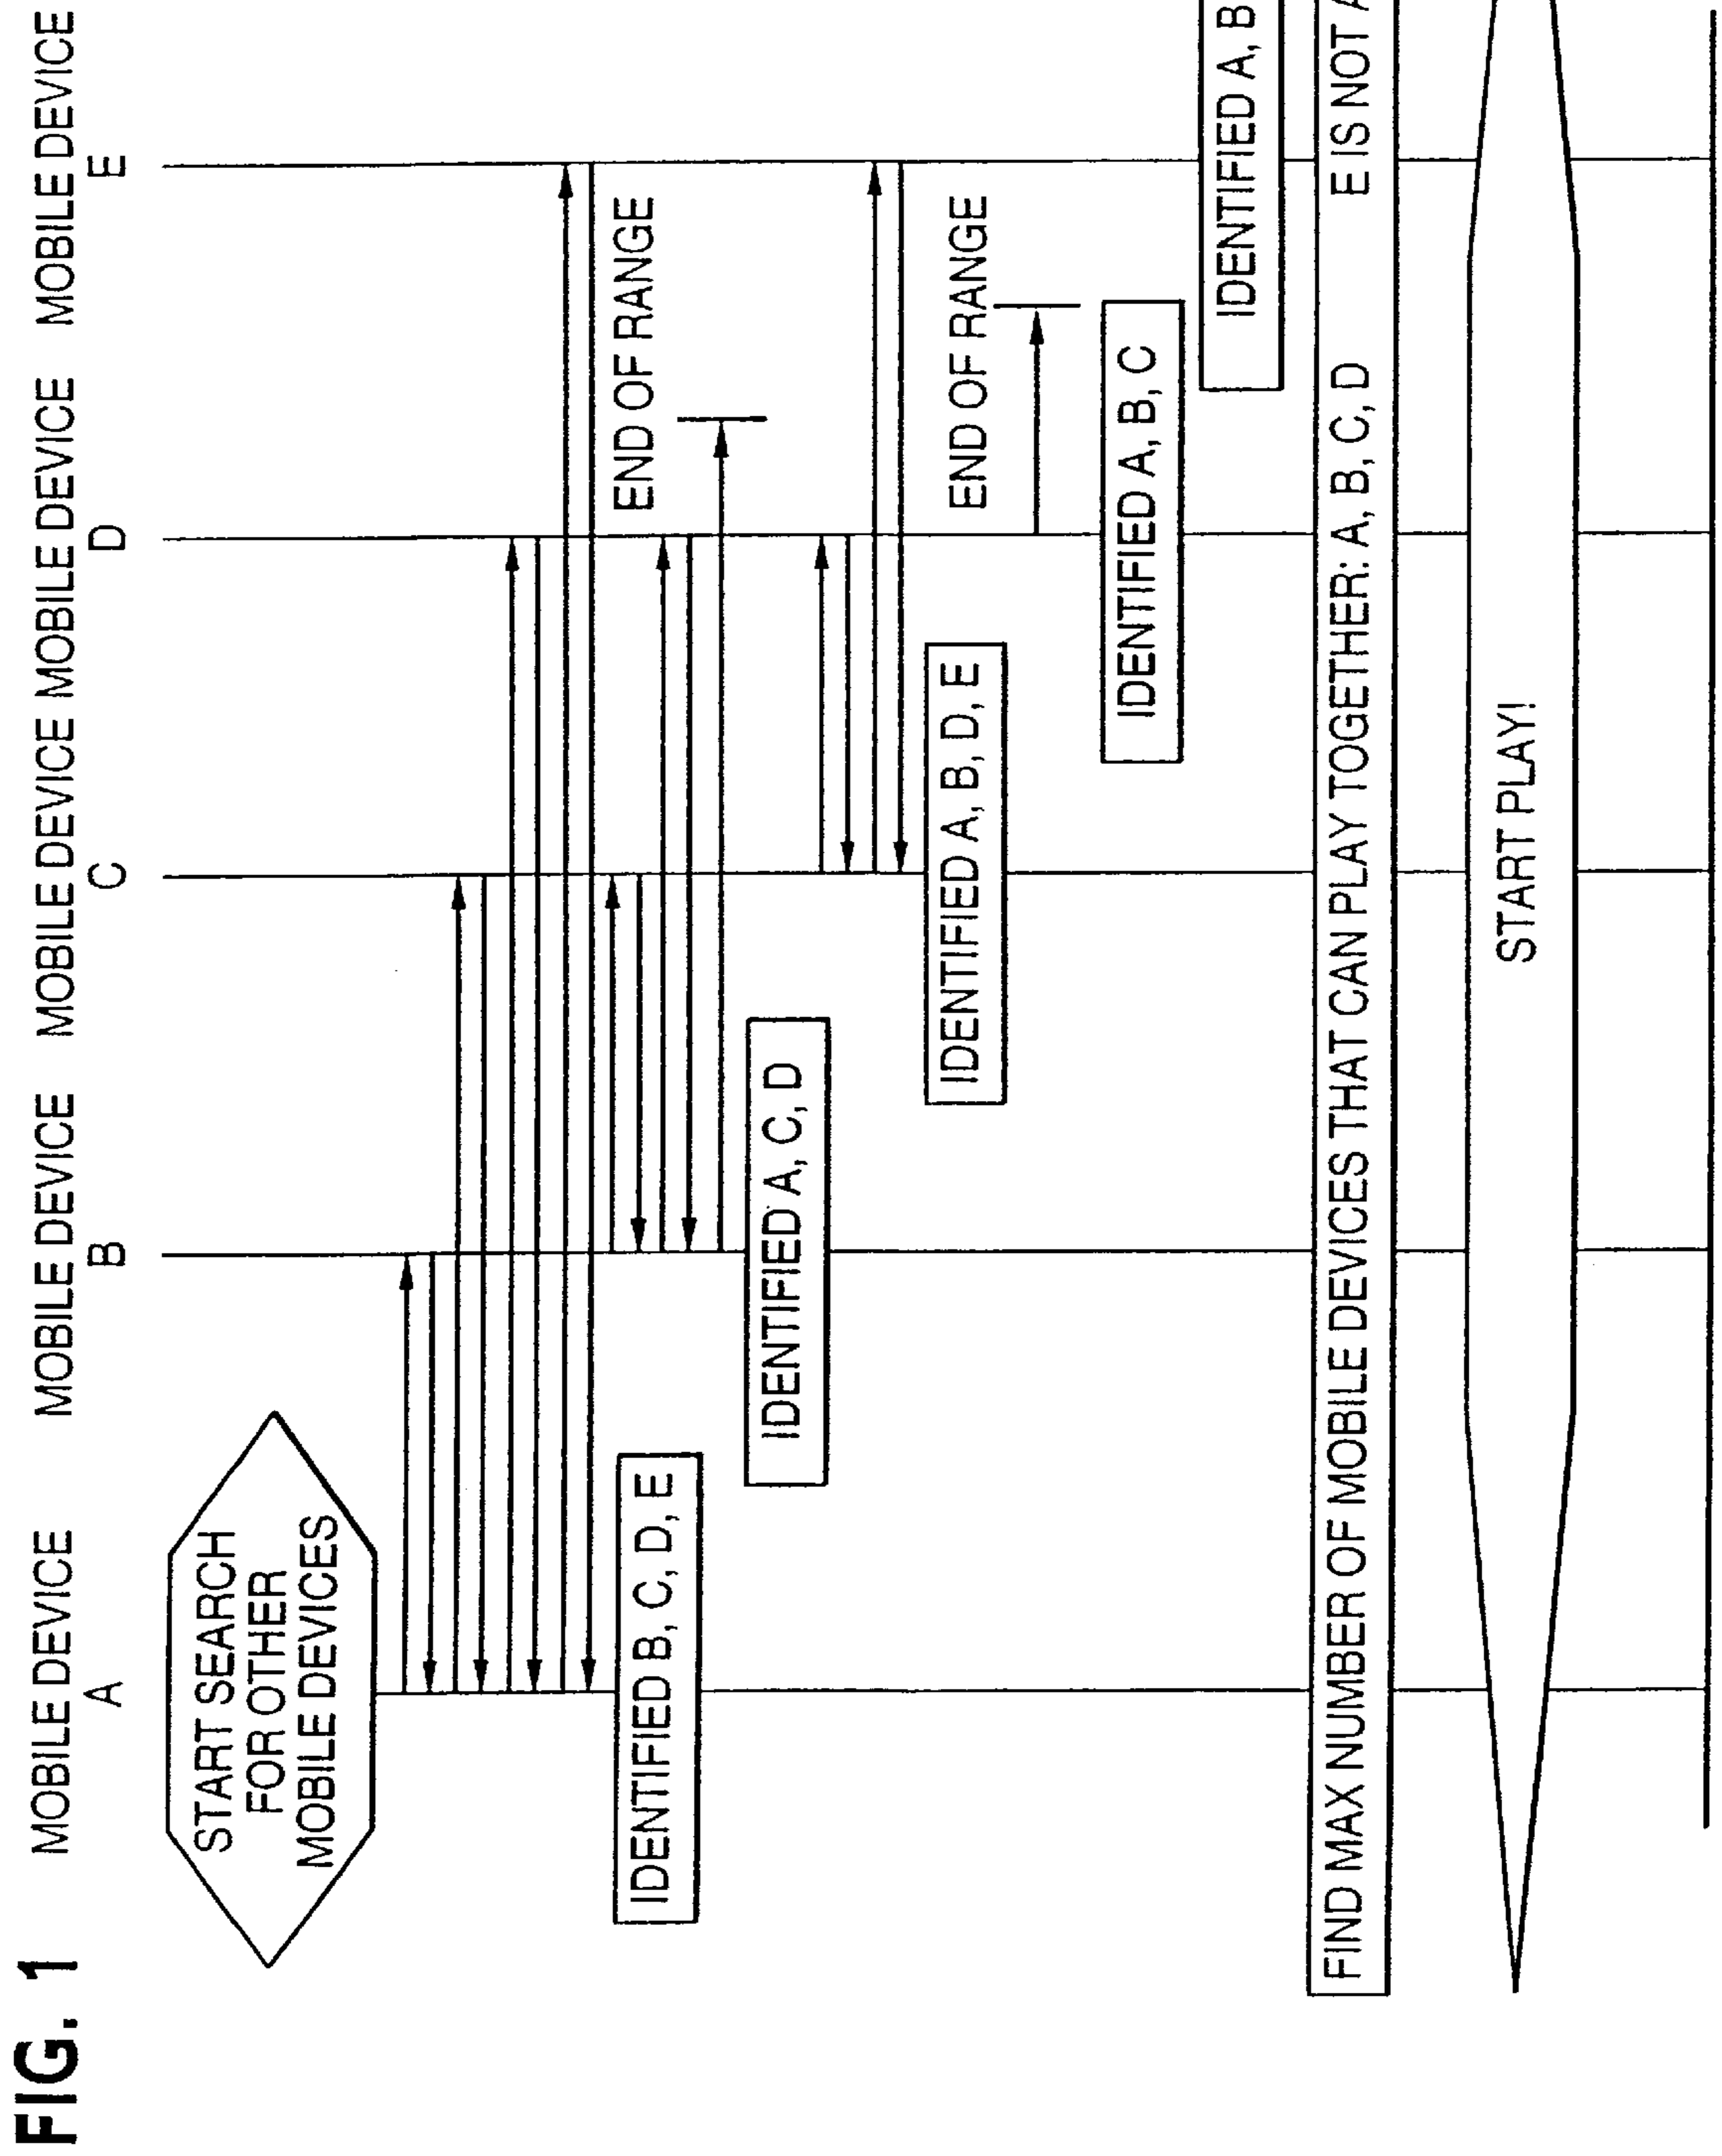 FIG. 1
MOBILE DEVICE
A
MOBILE DEVICE
B
MOBILE DEVICE
C
MOBILE DEVICE
D
MOBILE DEVICE
E
START SEARCH
FOR OTHER
MOBILE DEVICES
IDENTIFIED B, C, D, E
END OF RANGE
IDENTIFIED A, C, D
IDENTIFIED A, B, D, E
END OF RANGE
IDENTIFIED A, B, C
IDENTIFIED A, B
FIND MAX NUMBER OF MOBILE DEVICES THAT CAN PLAY TOGETHER: A, B, C, D
E IS NOT
START PLAY!